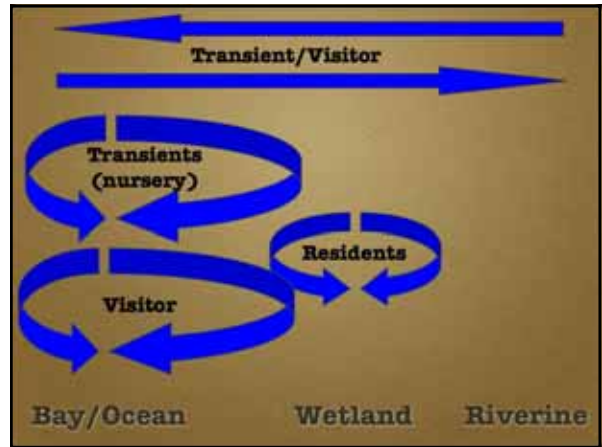 Transient/Visitor
Transients
(nursery)
Residents
Visitor
Bay/Ocean Wetland Riverine